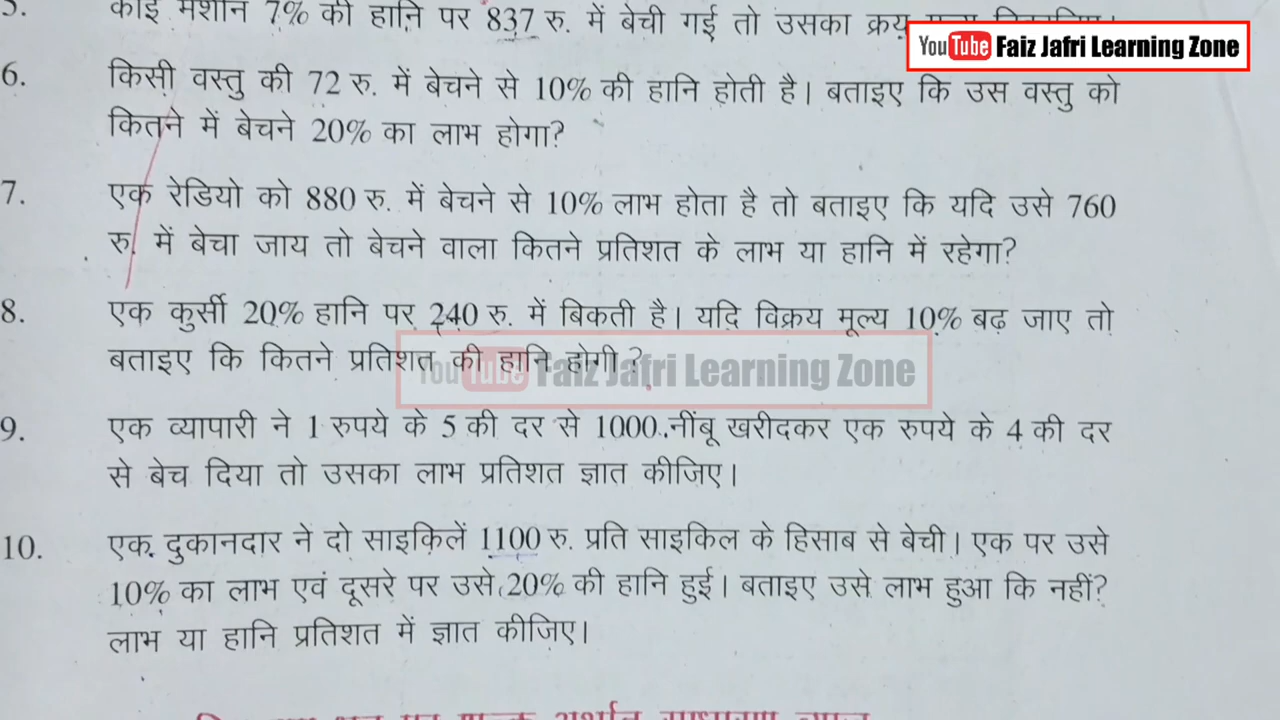 5. कोई मशीन 7% की हानि पर 837 रु. में बेची गई तो उसका क्रय
YouTube Faiz Jafri Learning Zone
6. किसी वस्तु की 72 रु. में बेचने से 10% की हानि होती है। बताइए कि उस वस्तु को
कितने में बेचने 20% का लाभ होगा?
7. एक रेडियो को 880 रु. में बेचने से 10% लाभ होता है तो बताइए कि यदि उसे 760
रु. में बेचा जाय तो बेचने वाला कितने प्रतिशत के लाभ या हानि में रहेगा?
8. एक कुर्सी 20% हानि पर 240 रु. में बिकती है। यदि विक्रय मूल्य 10% बढ़ जाए तो
बताइए कि कितने प्रतिशत की हानि होगी?
YouTube Faiz Jafri Learning Zone
9. एक व्यापारी ने 1 रुपये के 5 की दर से 1000 नींबू खरीदकर एक रुपये के 4 की दर
से बेच दिया तो उसका लाभ प्रतिशत ज्ञात कीजिए।
10. एक दुकानदार ने दो साइकिलें 1100 रु. प्रति साइकिल के हिसाब से बेची। एक पर उसे
10% का लाभ एवं दूसरे पर उसे 20% की हानि हुई। बताइए उसे लाभ हुआ कि नहीं?
लाभ या हानि प्रतिशत में ज्ञात कीजिए।